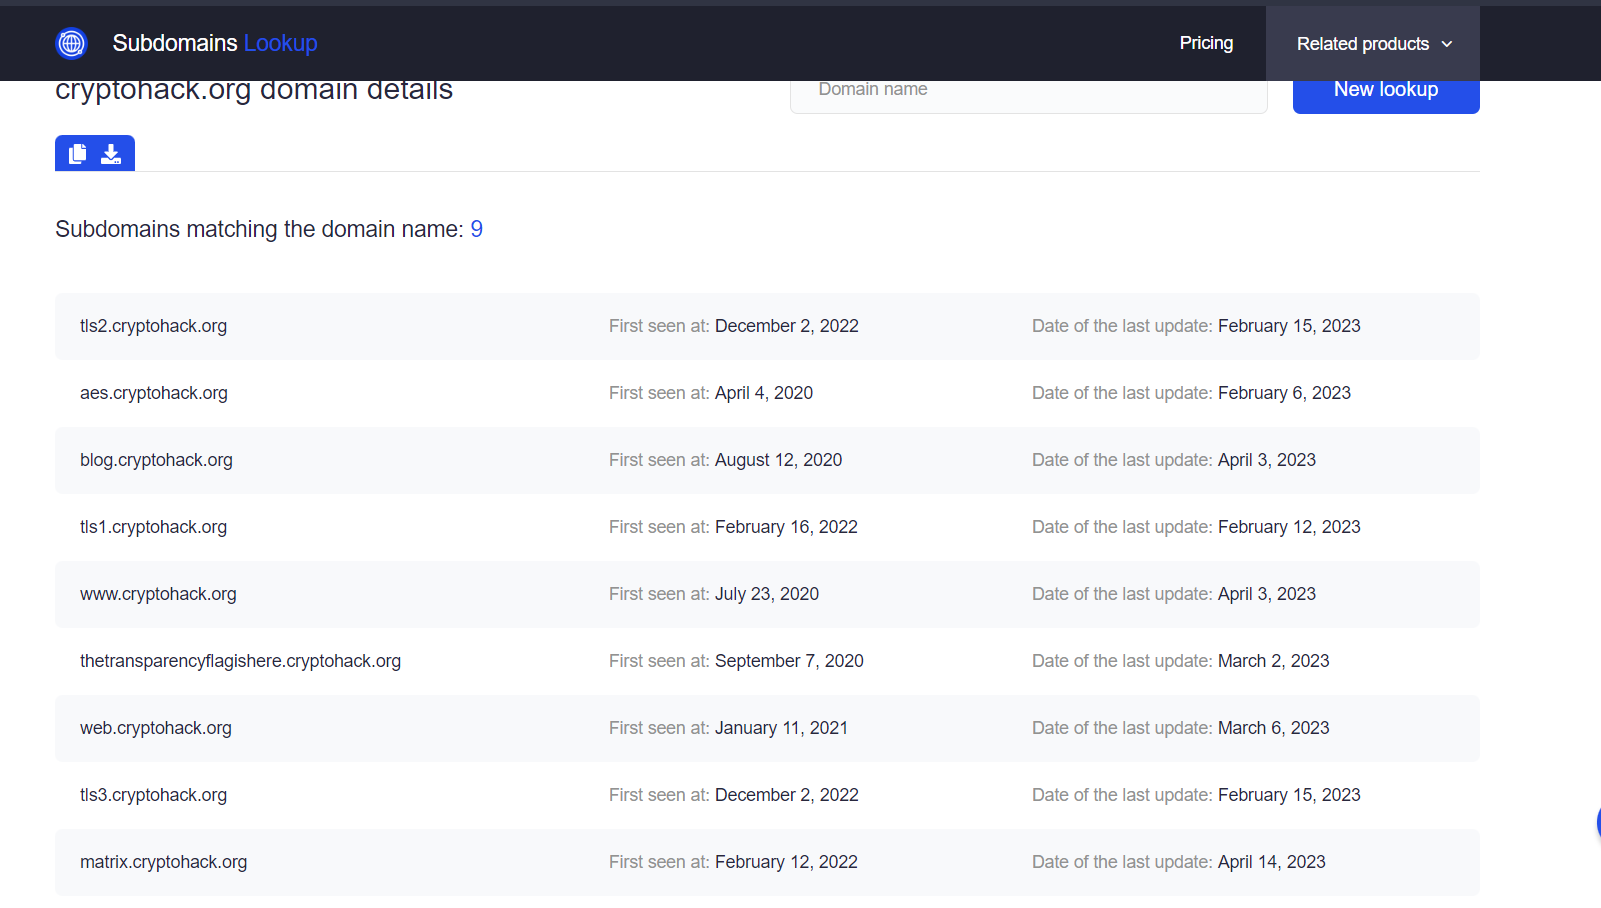 Subdomains Lookup
Pricing
Related products
cryptohack.org domain details
Domain name
New lookup
Subdomains matching the domain name: 9
tls2.cryptohack.org First seen at: December 2, 2022 Date of the last update: February 15, 2023
aes.cryptohack.org First seen at: April 4, 2020 Date of the last update: February 6, 2023
blog.cryptohack.org First seen at: August 12, 2020 Date of the last update: April 3, 2023
tls1.cryptohack.org First seen at: February 16, 2022 Date of the last update: February 12, 2023
www.cryptohack.org First seen at: July 23, 2020 Date of the last update: April 3, 2023
thetransparencyflagishere.cryptohack.org First seen at: September 7, 2020 Date of the last update: March 2, 2023
web.cryptohack.org First seen at: January 11, 2021 Date of the last update: March 6, 2023
tls3.cryptohack.org First seen at: December 2, 2022 Date of the last update: February 15, 2023
matrix.cryptohack.org First seen at: February 12, 2022 Date of the last update: April 14, 2023